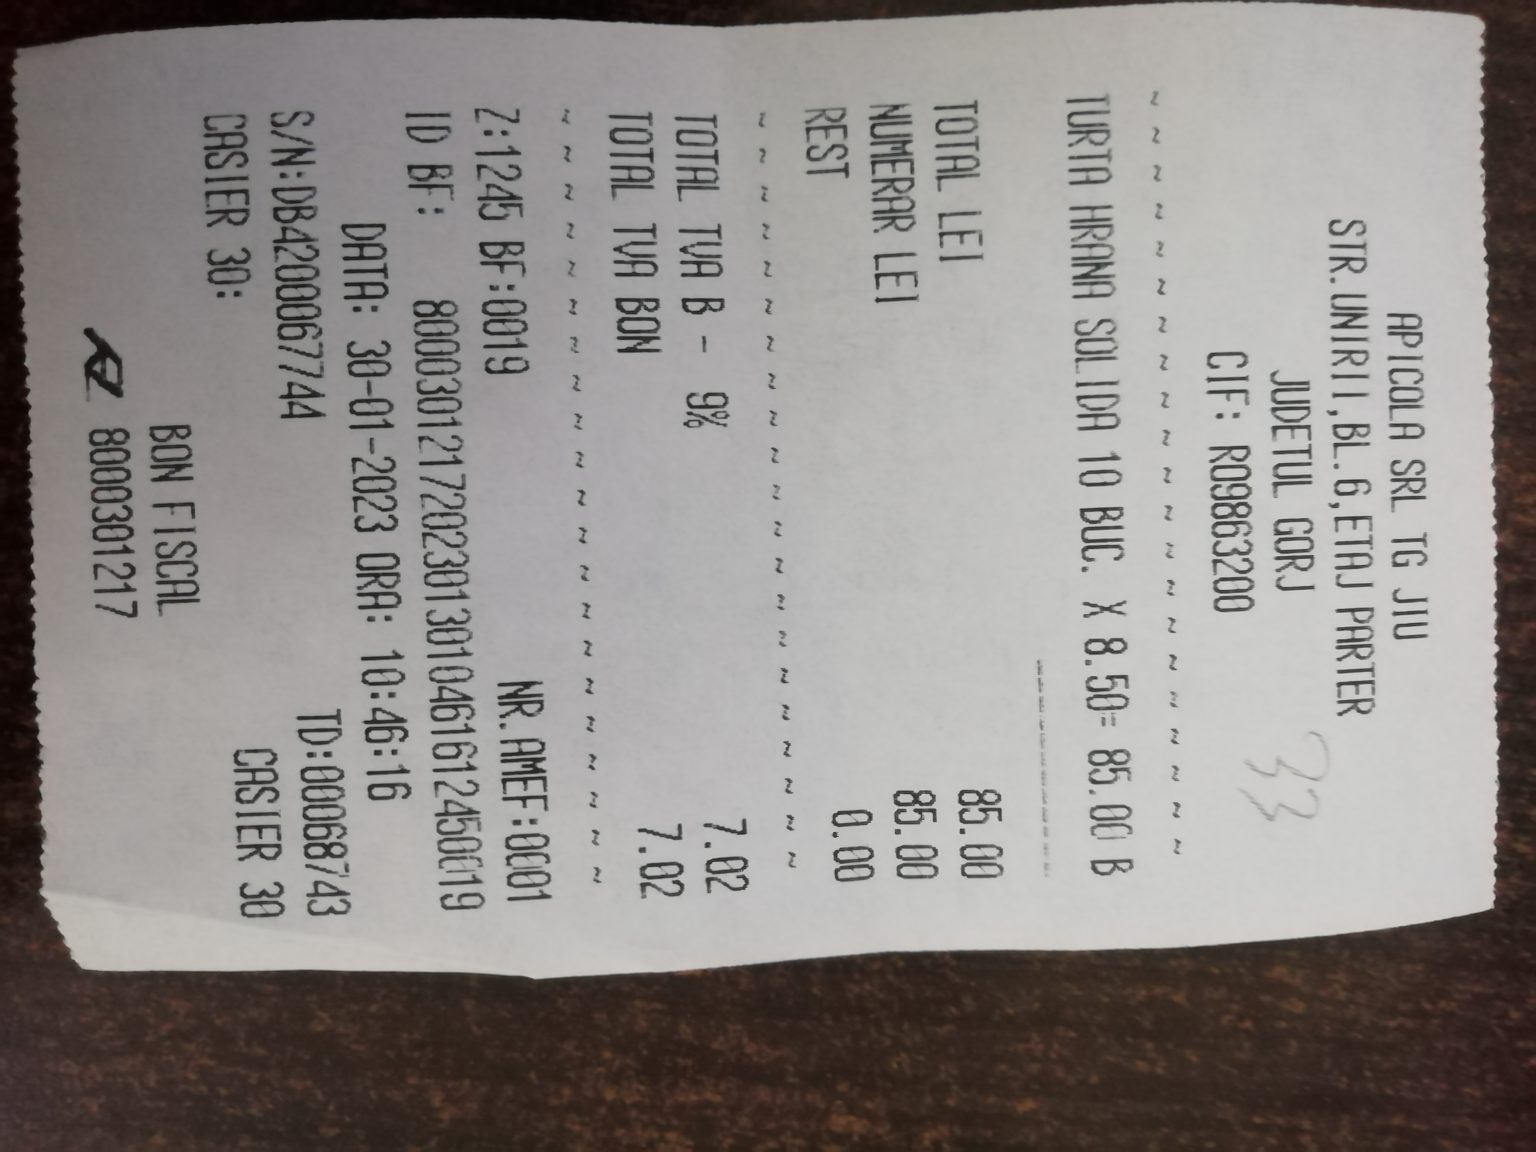 APICOLA SRL TG JIU
STR.UNIRII,BL.6,ETAJ PARTER
JUDETUL GORJ
CIF: RO9863200
33
~ ~ ~ ~ ~ ~ ~ ~ ~ ~ ~ ~ ~ ~ ~ ~ ~ ~ ~ ~
TURTA HRANA SOLIDA 10 BUC. X 8.50= 85.00 B
TOTAL LEI 85.00
NUMERAR LEI 85.00
REST 0.00
~ ~ ~ ~ ~ ~ ~ ~ ~ ~ ~ ~ ~ ~ ~ ~ ~ ~ ~ ~
TOTAL TVA B - 9% 7.02
TOTAL TVA BON 7.02
~ ~ ~ ~ ~ ~ ~ ~ ~ ~ ~ ~ ~ ~ ~ ~ ~ ~ ~ ~
Z:1245 BF:0019 NR.AMEF:0001
ID BF: 80003012172023013010461612450019
DATA: 30-01-2023 ORA: 10:46:16
S/N:DB4200067744 TD:00068743
CASIER 30: CASIER 30
BON FISCAL
8000301217